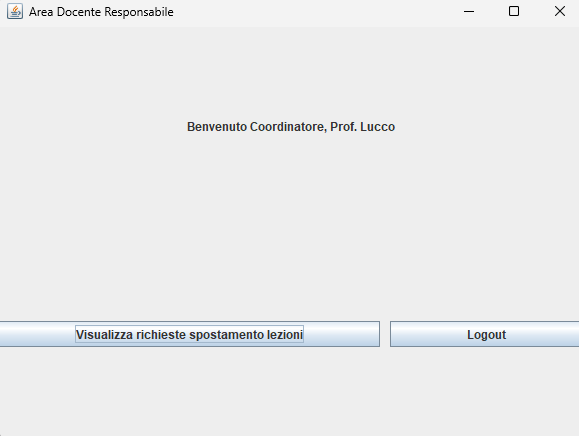 Area Docente Responsabile
Benvenuto Coordinatore, Prof. Lucco
Visualizza richieste spostamento lezioni
Logout